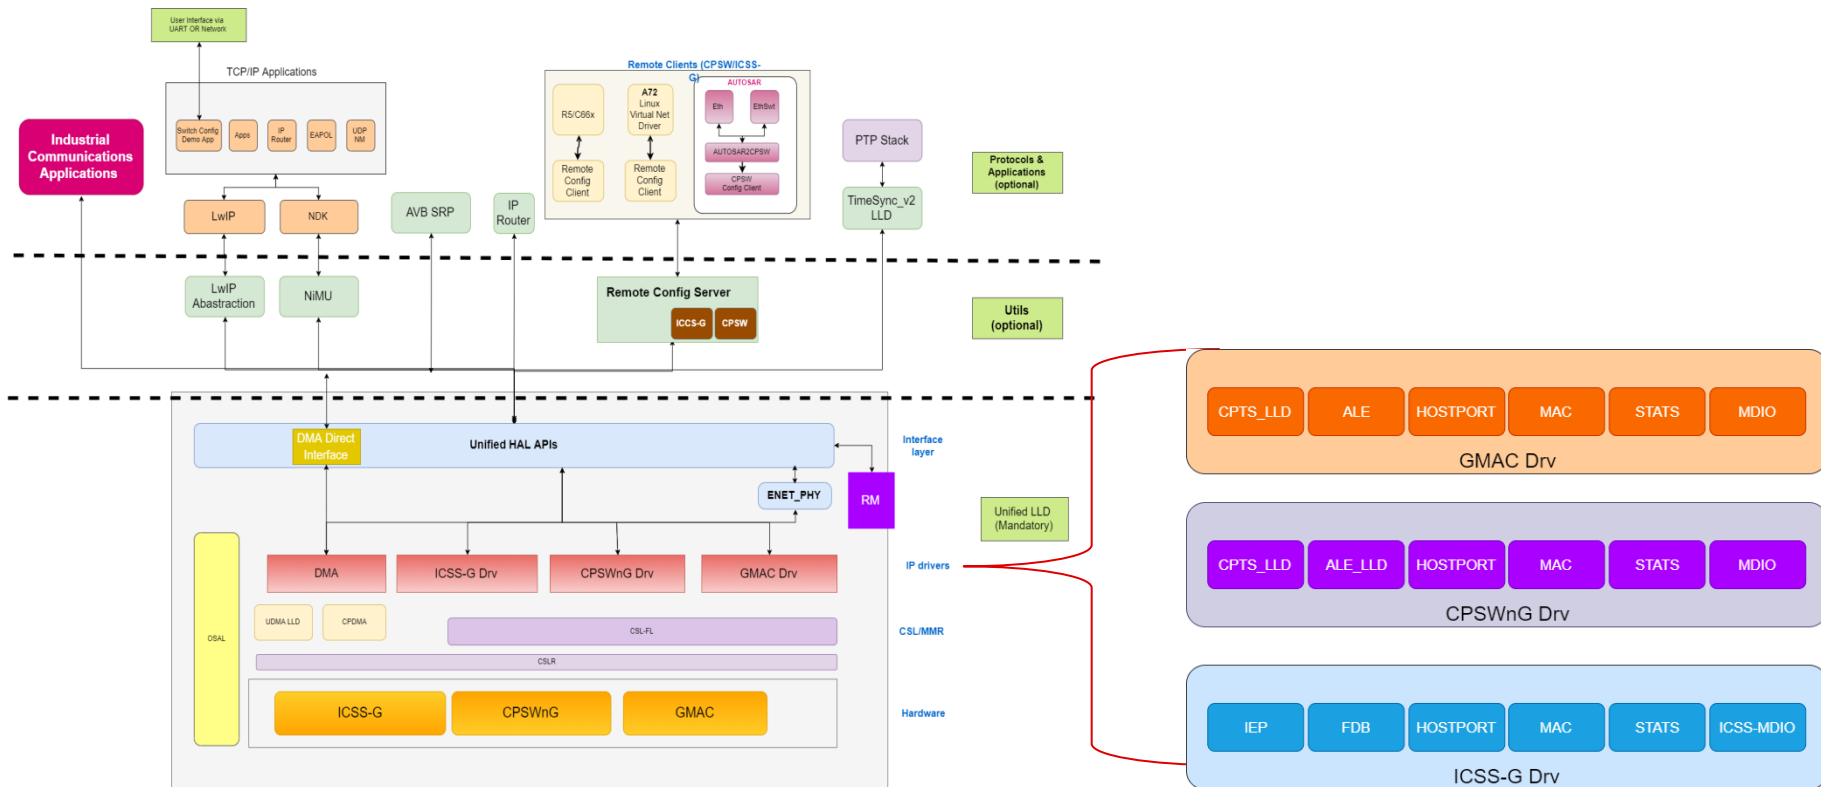 User Interface via
UART OR Network
TCP/IP Applications
Switch Config
Demo App
Apps
IP
Router
EAPOL
UDP
NM
Industrial
Communications
Applications
LwIP
NDK
AVB SRP
IP
Router
Remote Clients (CPSW/ICSS-
G)
R5/C66x
A72
Linux
Virtual Net
Driver
Remote
Config
Client
Remote
Config
Client
AUTOSAR
Eth
EthSwt
AUTOSAR2CPSW
CPSW
Config Client
PTP Stack
TimeSync_v2
LLD
Protocols &
Applications
(optional)
LwIP
Abastraction
NiMU
Remote Config Server
ICCS-G
CPSW
Utils
(optional)
DMA Direct
Interface
Unified HAL APIs
Interface
layer
ENET_PHY
RM
Unified LLD
(Mandatory)
OSAL
DMA
ICSS-G Drv
CPSWnG Drv
GMAC Drv
IP drivers
UDMA LLD
CPDMA
CSL-FL
CSL/MMR
CSLR
ICSS-G
CPSWnG
GMAC
Hardware
CPTS_LLD
ALE
HOSTPORT
MAC
STATS
MDIO
GMAC Drv
CPTS_LLD
ALE_LLD
HOSTPORT
MAC
STATS
MDIO
CPSWnG Drv
IEP
FDB
HOSTPORT
MAC
STATS
ICSS-MDIO
ICSS-G Drv